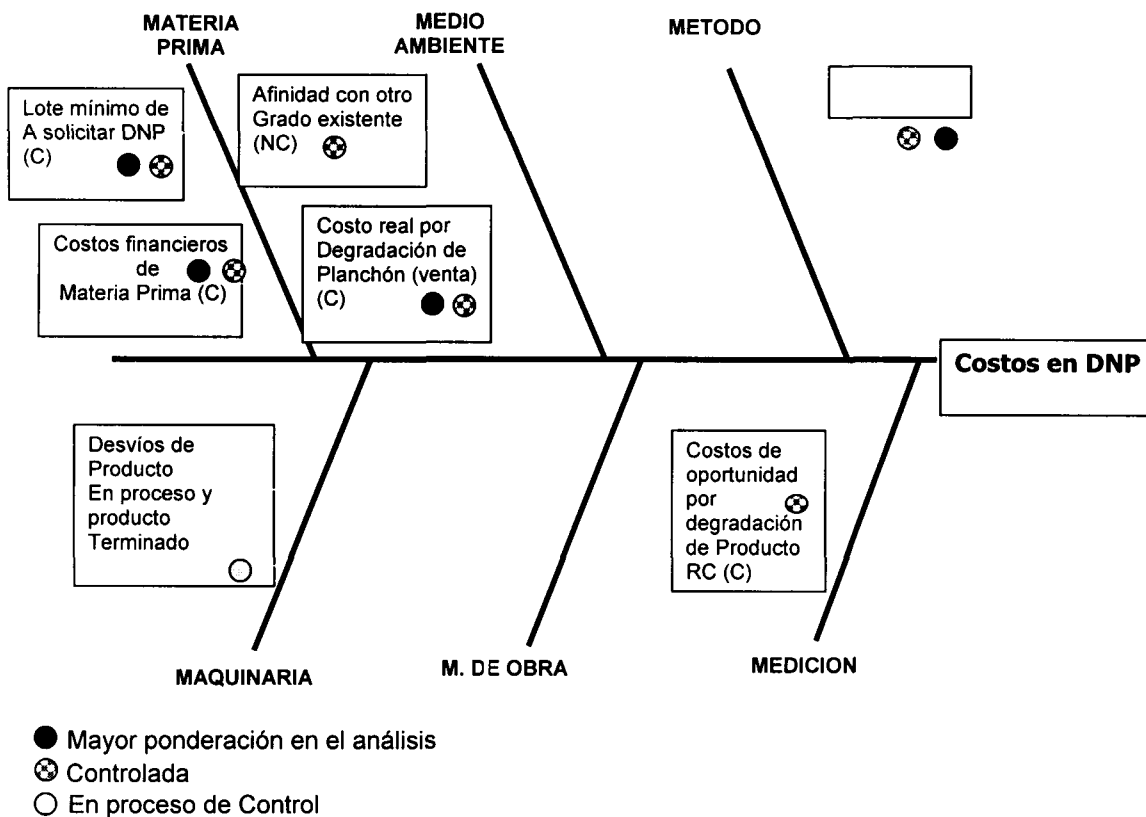 MATERIA
PRIMA
MEDIO
AMBIENTE
METODO
Lote mínimo de
A solicitar DNP
(C)
Afinidad con otro
Grado existente
(NC)
Costos financieros
de
Materia Prima (C)
Costo real por
Degradación de
Planchón (venta)
(C)
Costos en DNP
Desvíos de
Producto
En proceso y
producto
Terminado
Costos de
oportunidad
por
degradación
de Producto
RC (C)
MAQUINARIA
M. DE OBRA
MEDICION
Mayor ponderación en el análisis
Controlada
En proceso de Control